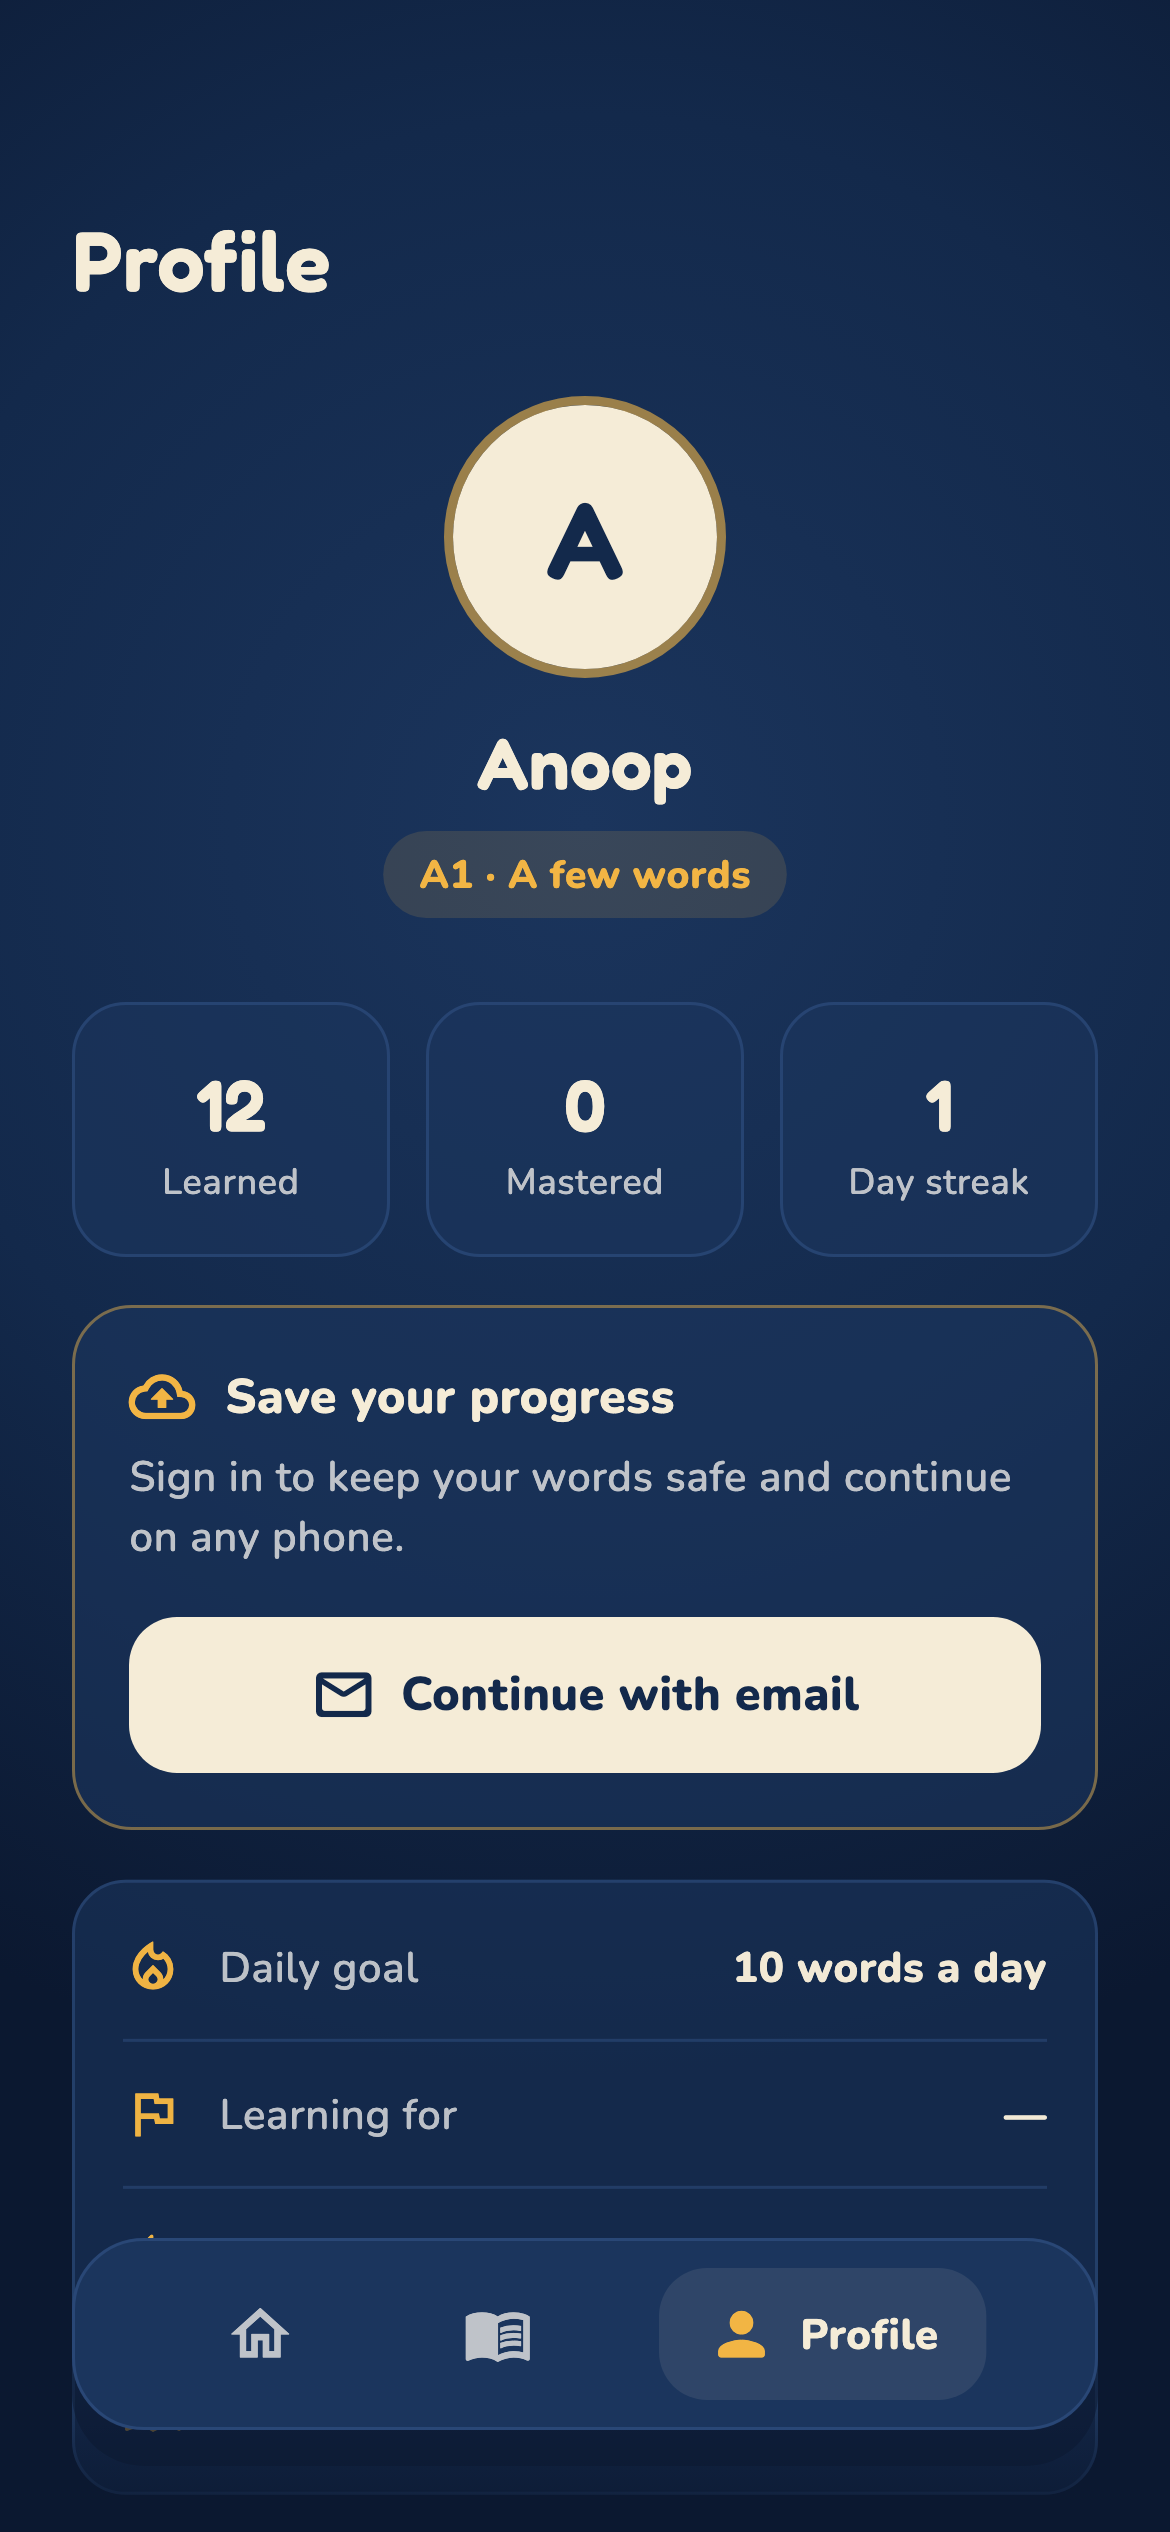 Profile
A
Anoop
A1 · A few words
12
Learned
0
Mastered
1
Day streak
Save your progress
Sign in to keep your words safe and continue
on any phone.
Continue with email
Daily goal
10 words a day
Learning for
—
Profile